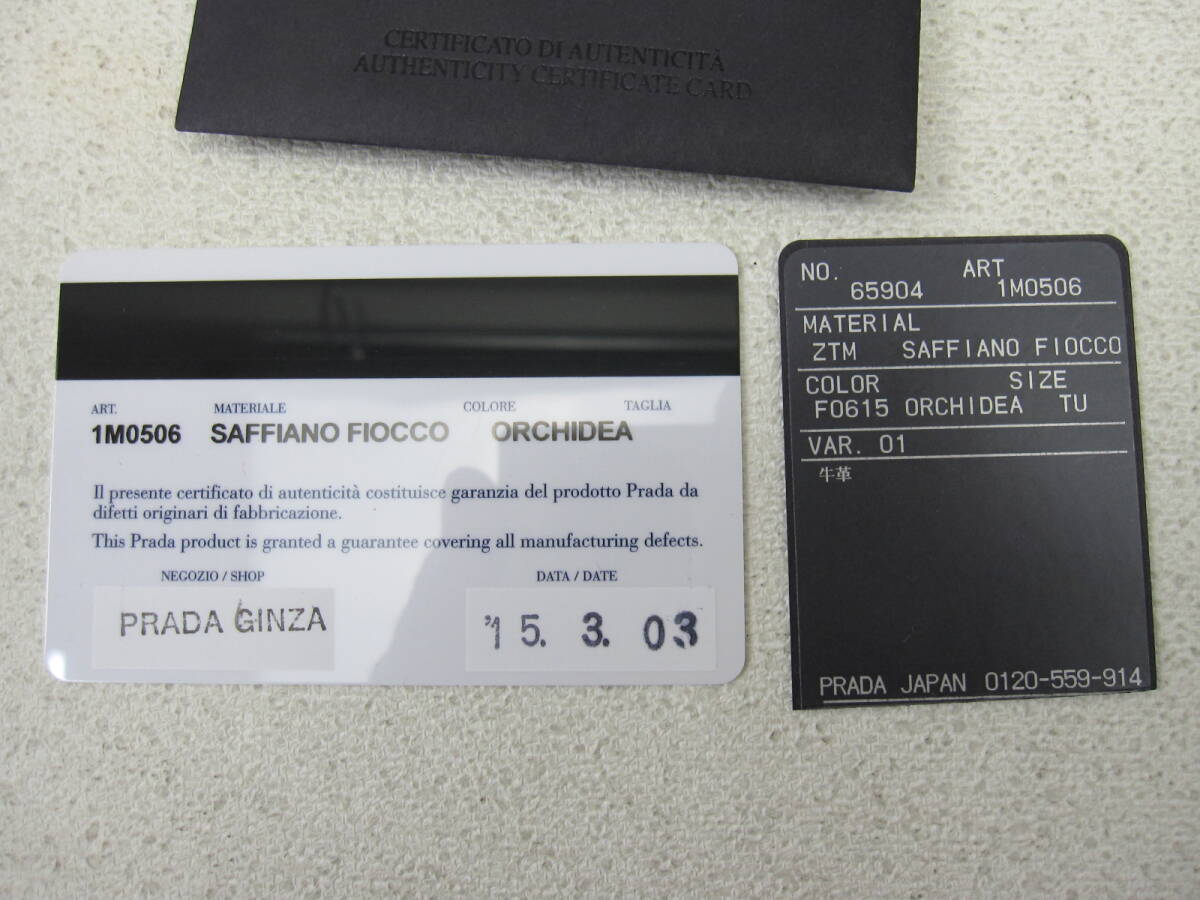 CERTIFICATO DI AUTENTICITÀ
AUTHENTICITY CERTIFICATE CARD
ART. MATERIALE COLORE TAGLIA
1M0506 SAFFIANO FIOCCO ORCHIDEA
Il presente certificato di autenticità costituisce garanzia del prodotto Prada da
difetti originari di fabbricazione.
This Prada product is granted a guarantee covering all manufacturing defects.
NEGOZIO / SHOP DATA / DATE
PRADA GINZA '15. 3. 03
NO. ART
65904 1M0506
MATERIAL
ZTM SAFFIANO FIOCCO
COLOR SIZE
F0615 ORCHIDEA TU
VAR. 01
牛革
PRADA JAPAN 0120-559-914